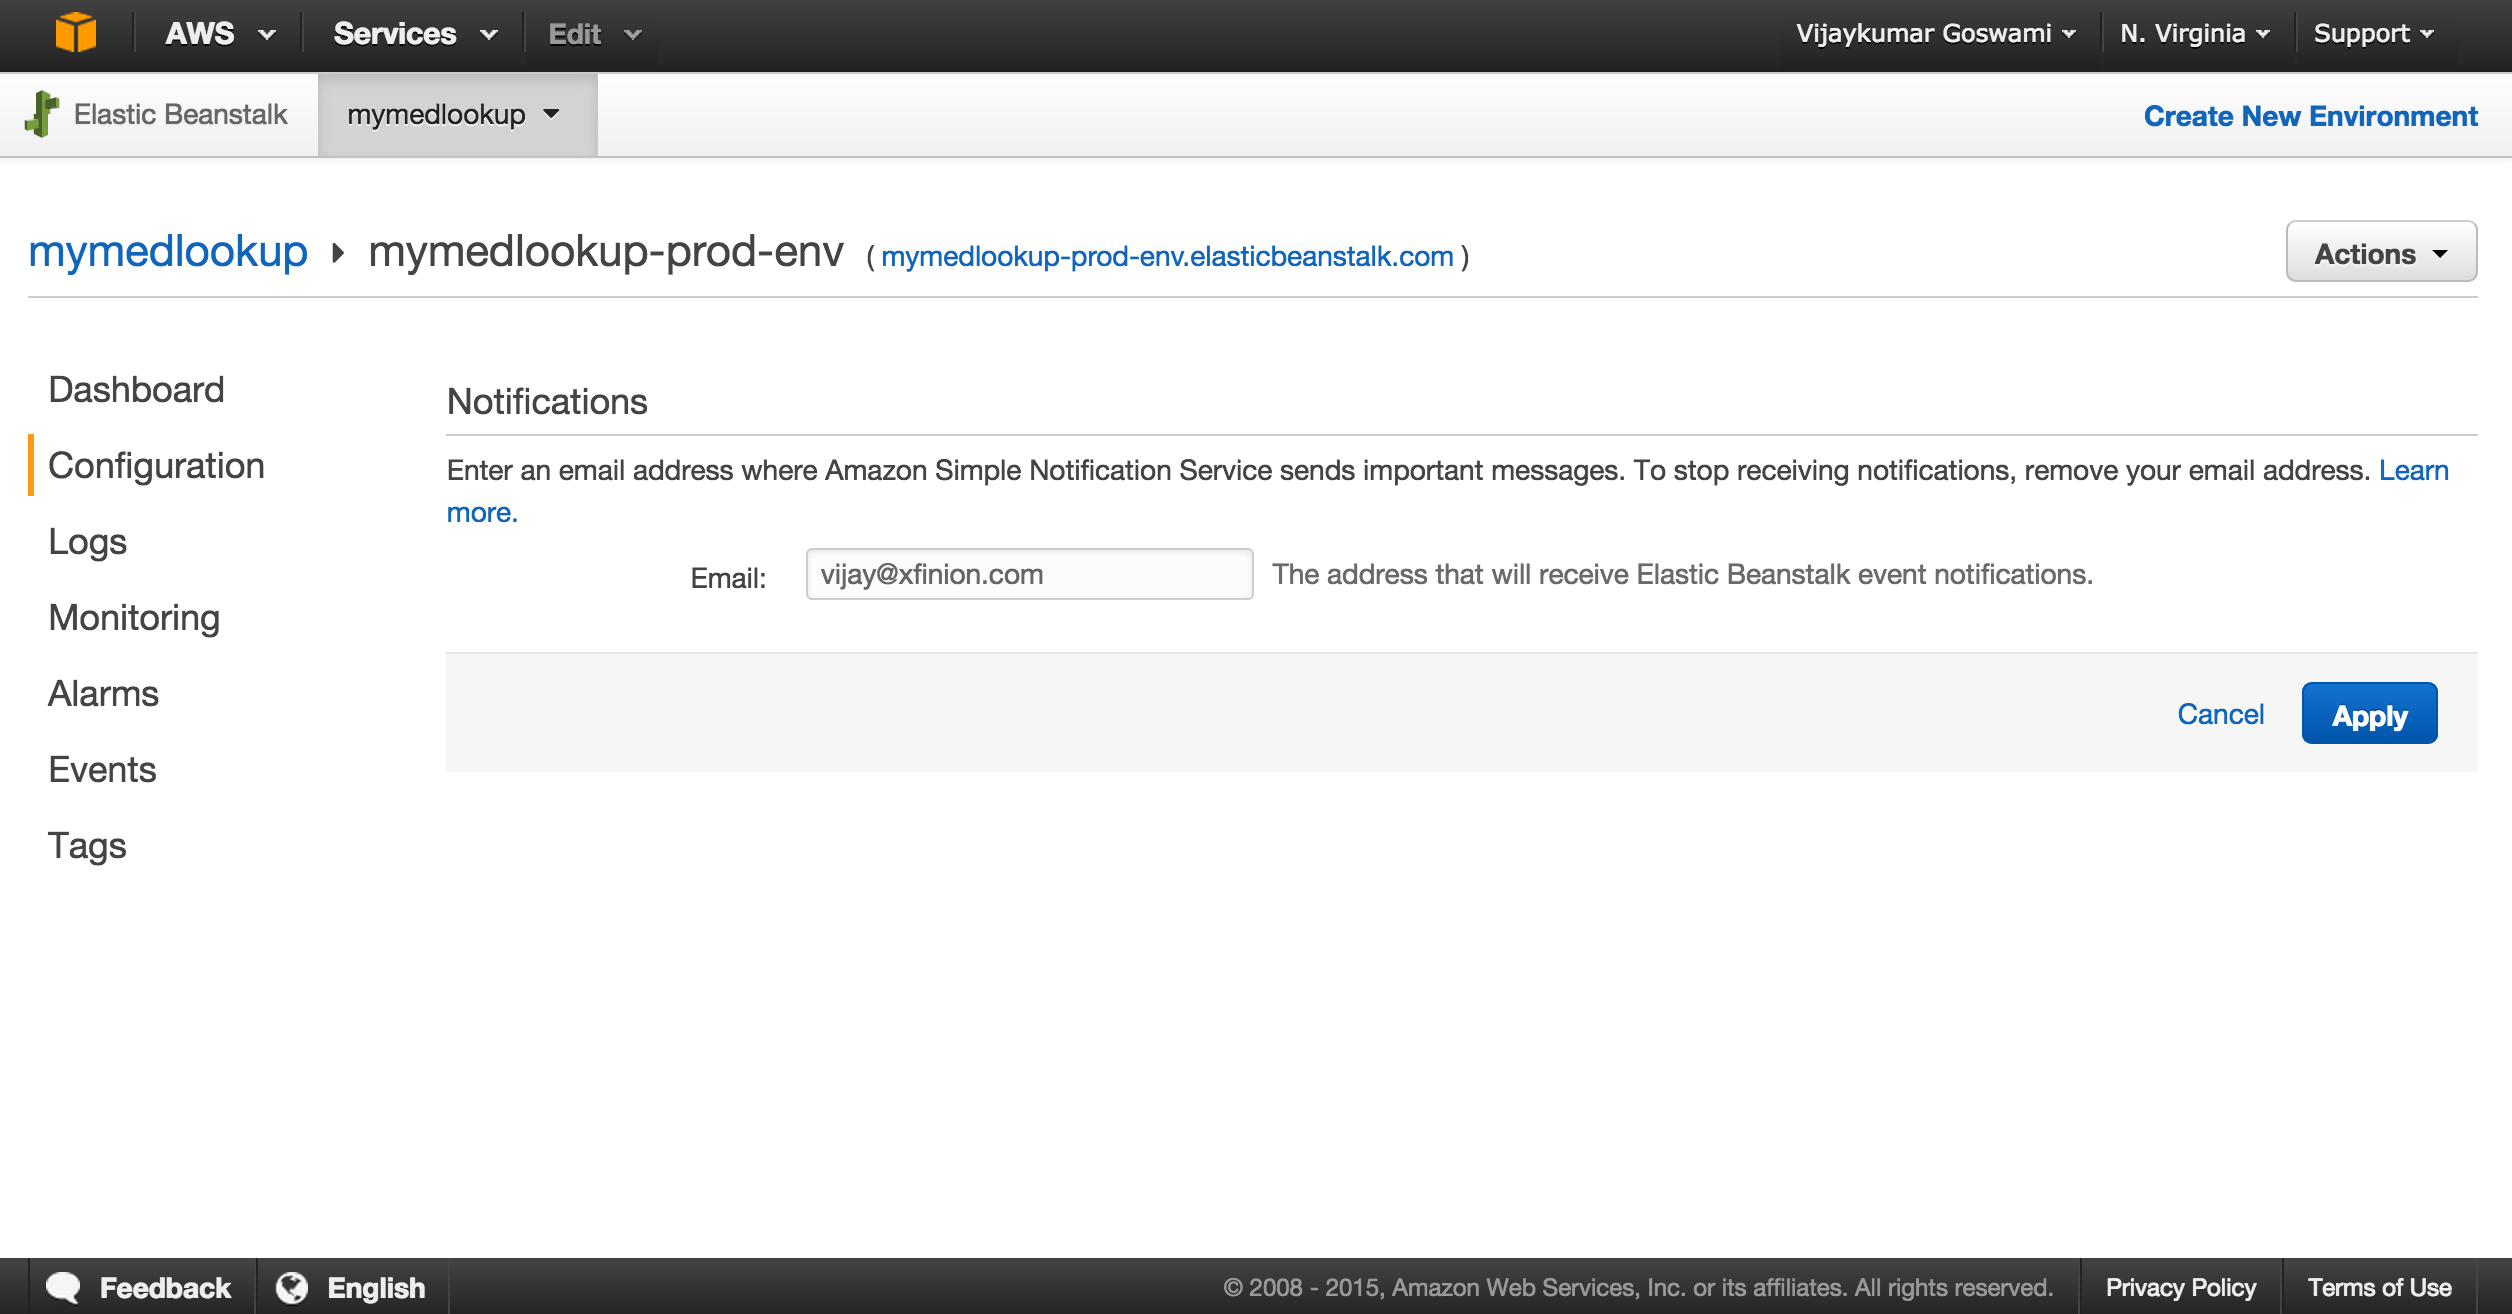 AWS Services Edit Vijaykumar Goswami N. Virginia Support
Elastic Beanstalk mymedlookup Create New Environment
mymedlookup mymedlookup-prod-env ( mymedlookup-prod-env.elasticbeanstalk.com ) Actions
Dashboard
Configuration
Logs
Monitoring
Alarms
Events
Tags
Notifications
Enter an email address where Amazon Simple Notification Service sends important messages. To stop receiving notifications, remove your email address. Learn
more.
Email: vijay@xfinion.com The address that will receive Elastic Beanstalk event notifications.
Cancel Apply
Feedback English © 2008 - 2015, Amazon Web Services, Inc. or its affiliates. All rights reserved. Privacy Policy Terms of Use